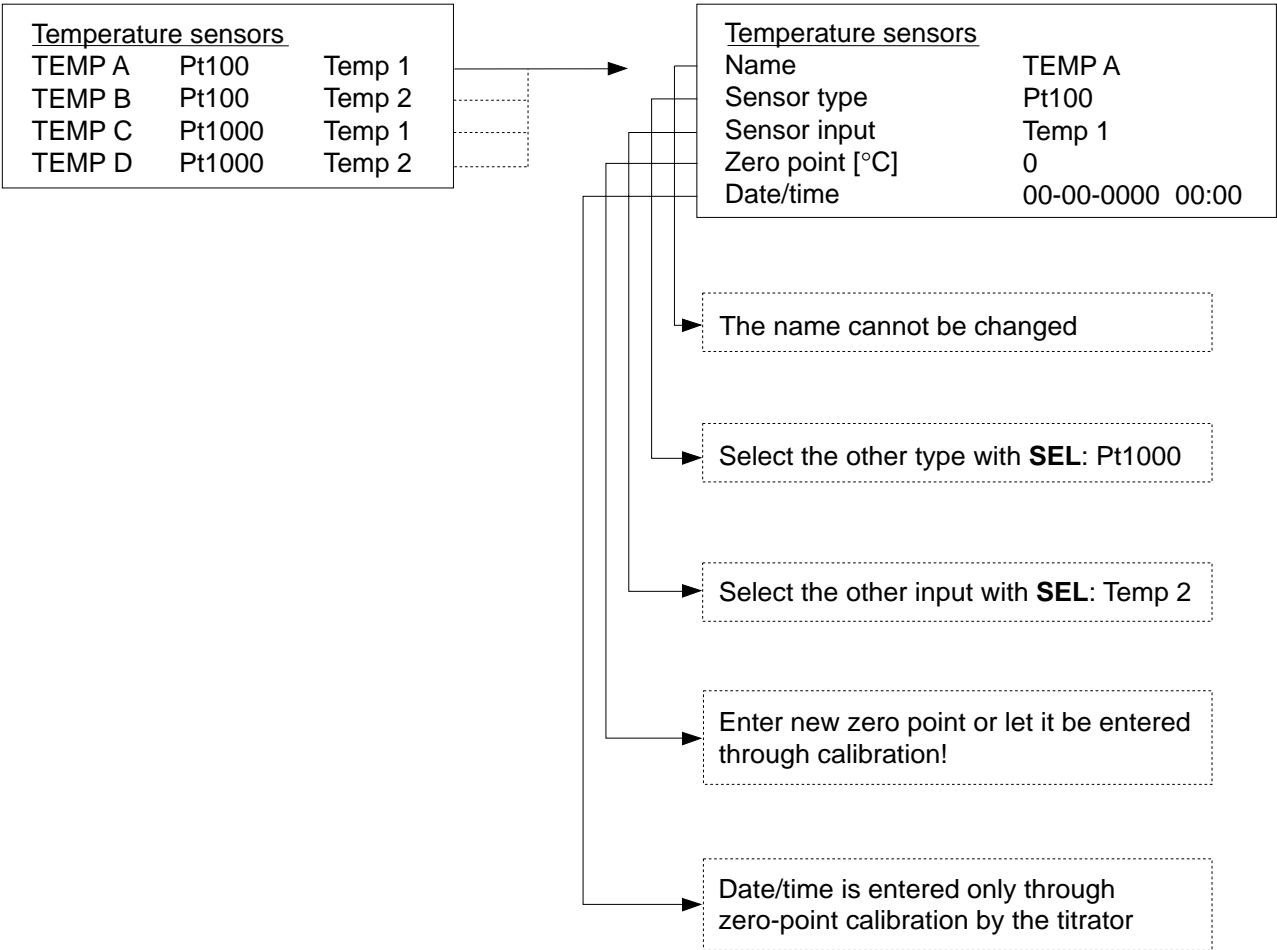 Temperature sensors
TEMP A Pt100 Temp 1
TEMP B Pt100 Temp 2
TEMP C Pt1000 Temp 1
TEMP D Pt1000 Temp 2
Temperature sensors
Name TEMP A
Sensor type Pt100
Sensor input Temp 1
Zero point [°C] 0
Date/time 00-00-0000 00:00
The name cannot be changed
Select the other type with SEL: Pt1000
Select the other input with SEL: Temp 2
Enter new zero point or let it be entered
through calibration!
Date/time is entered only through
zero-point calibration by the titrator